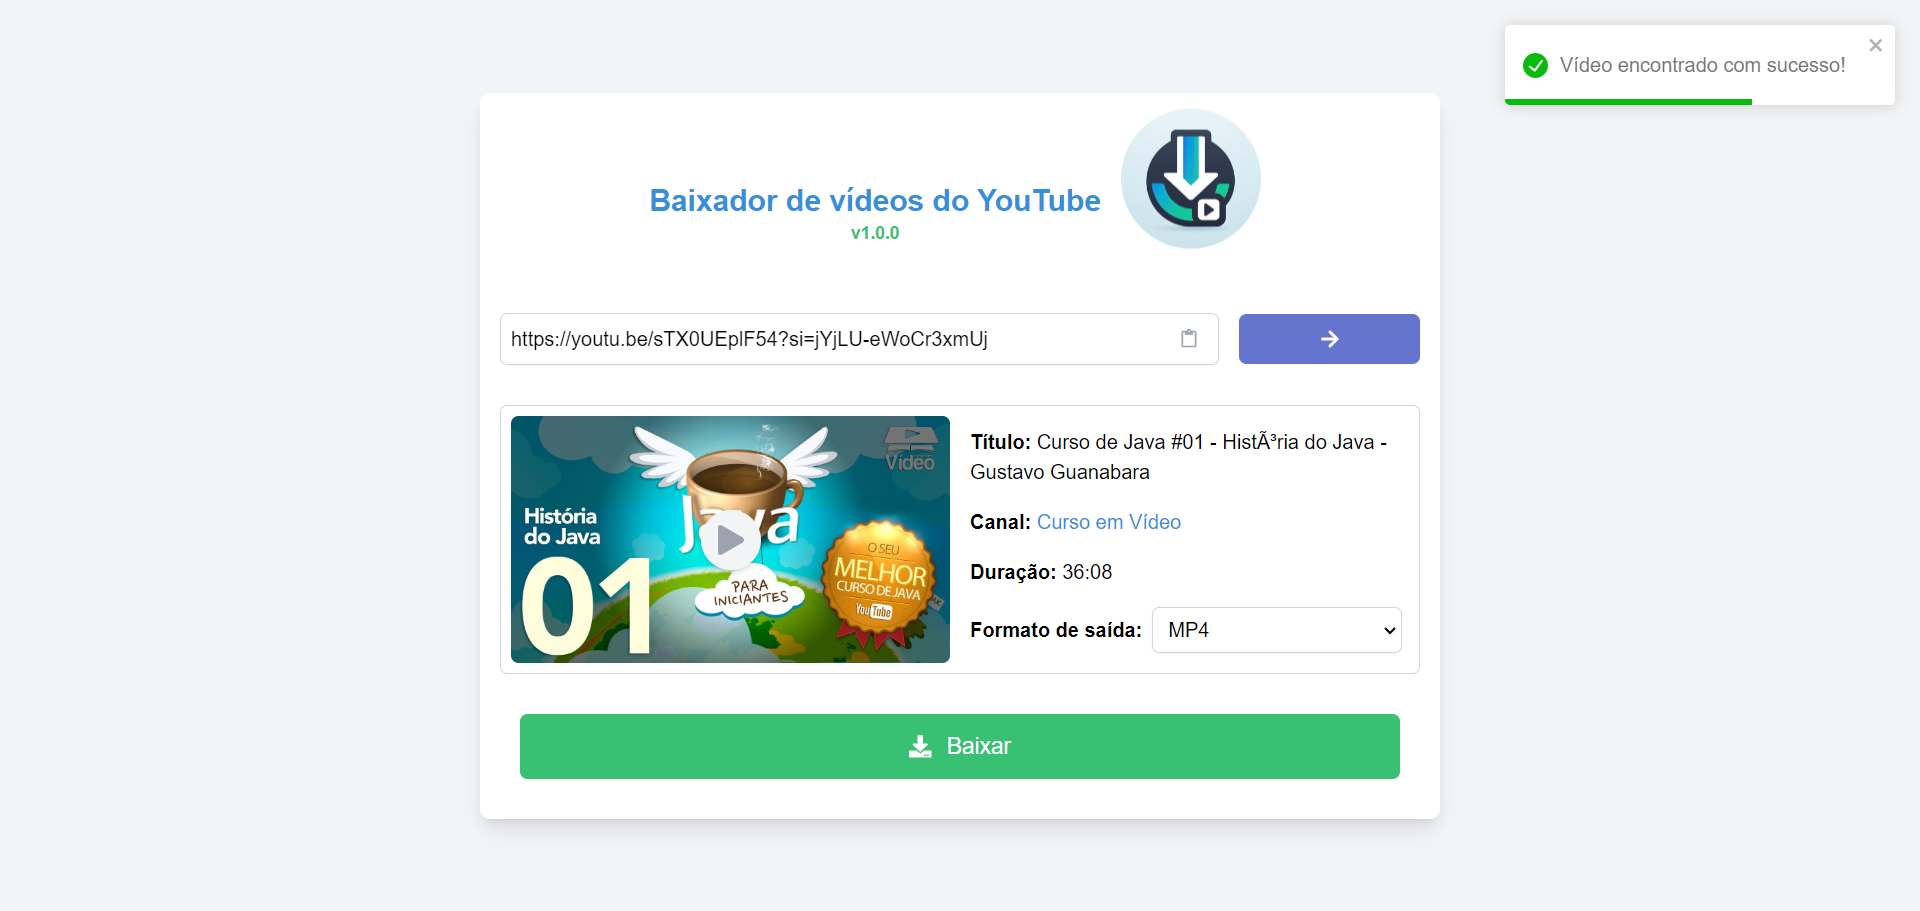 Vídeo encontrado com sucesso!
Baixador de vídeos do YouTube
v1.0.0
https://youtu.be/sTX0UEplF54?si=jYjLU-eWoCr3xmUj
Vídeo
Java
História
do Java
01
PARA
INICIANTES
O SEU
MELHOR
CURSO DE JAVA
YouTube
Título: Curso de Java #01 - HistÃ³ria do Java -
Gustavo Guanabara
Canal: Curso em Vídeo
Duração: 36:08
Formato de saída: MP4
Baixar